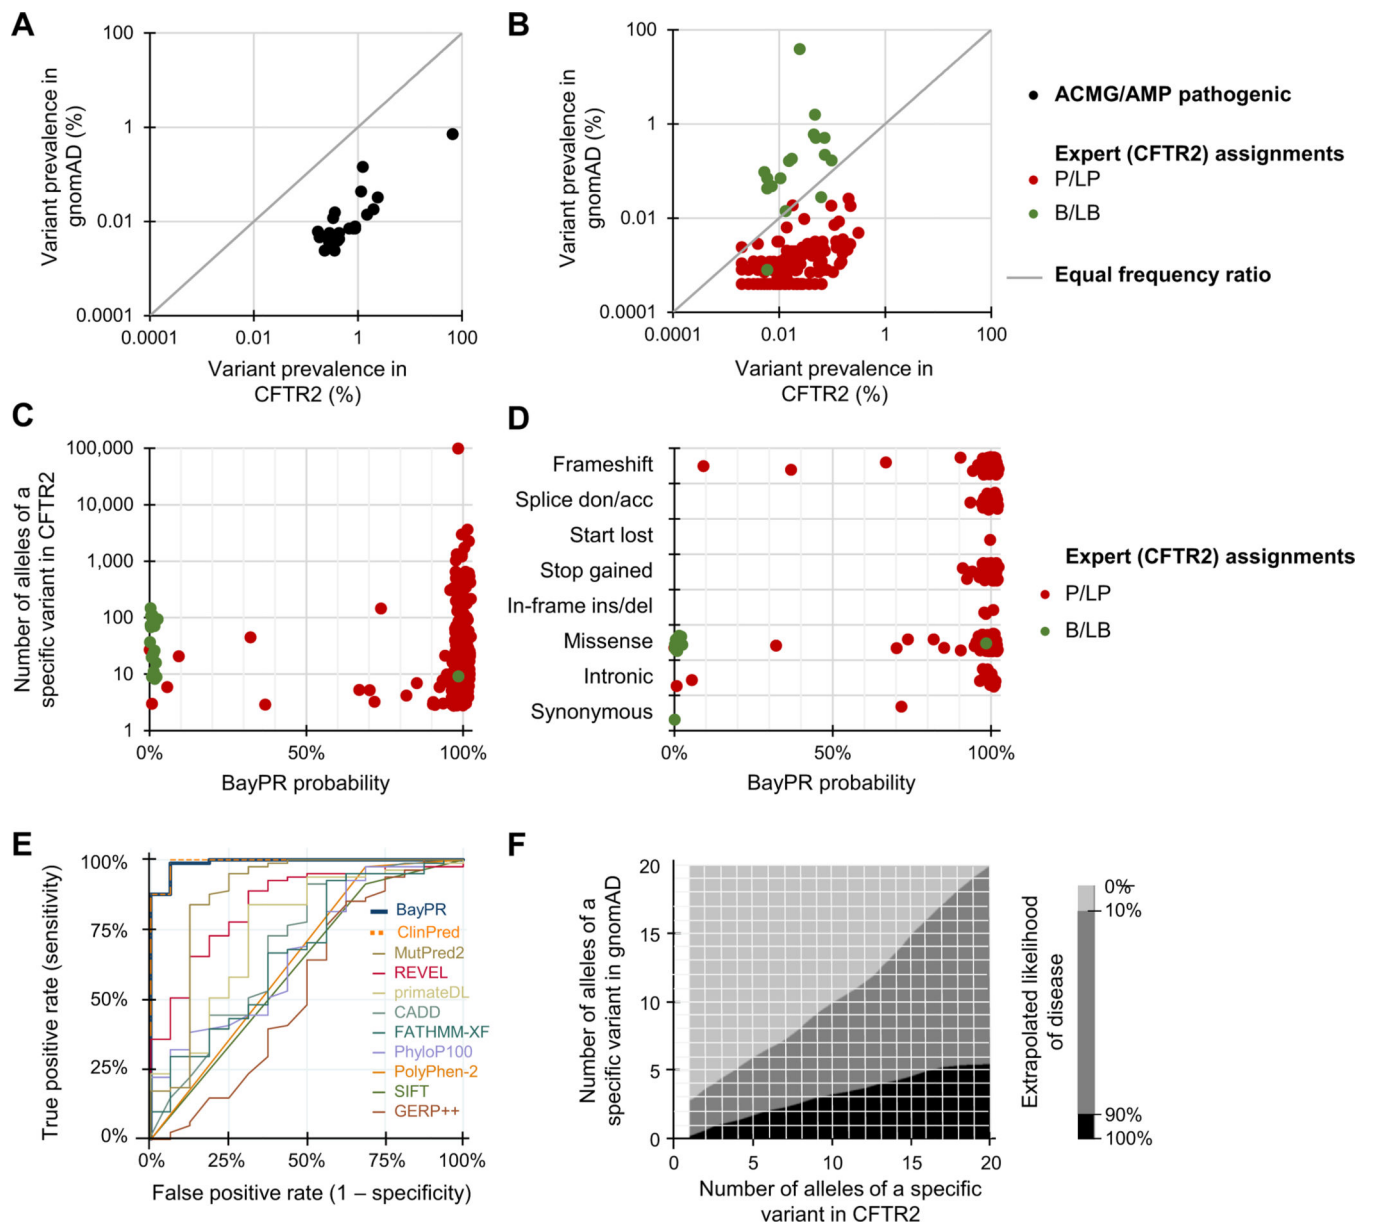 A
100
1
0.01
0.0001
Variant prevalence in
gnomAD (%)
0.0001
0.01
1
100
Variant prevalence in
CFTR2 (%)
B
100
1
0.01
0.0001
Variant prevalence in
gnomAD (%)
0.0001
0.01
1
100
Variant prevalence in
CFTR2 (%)
ACMG/AMP pathogenic
Expert (CFTR2) assignments
P/LP
B/LB
Equal frequency ratio
C
100,000
10,000
1,000
100
10
1
Number of alleles of a
specific variant in CFTR2
0%
50%
100%
BayPR probability
D
Frameshift
Splice don/acc
Start lost
Stop gained
In-frame ins/del
Missense
Intronic
Synonymous
0%
50%
100%
BayPR probability
Expert (CFTR2) assignments
P/LP
B/LB
E
100%
75%
50%
25%
0%
True positive rate (sensitivity)
BayPR
ClinPred
MutPred2
REVEL
primateDL
CADD
FATHMM-XF
PhyloP100
PolyPhen-2
SIFT
GERP++
0%
25%
50%
75%
100%
False positive rate (1 – specificity)
F
20
15
10
5
0
Number of alleles of a
specific variant in gnomAD
0
5
10
15
20
Number of alleles of a specific
variant in CFTR2
Extrapolated likelihood
of disease
0%
10%
90%
100%